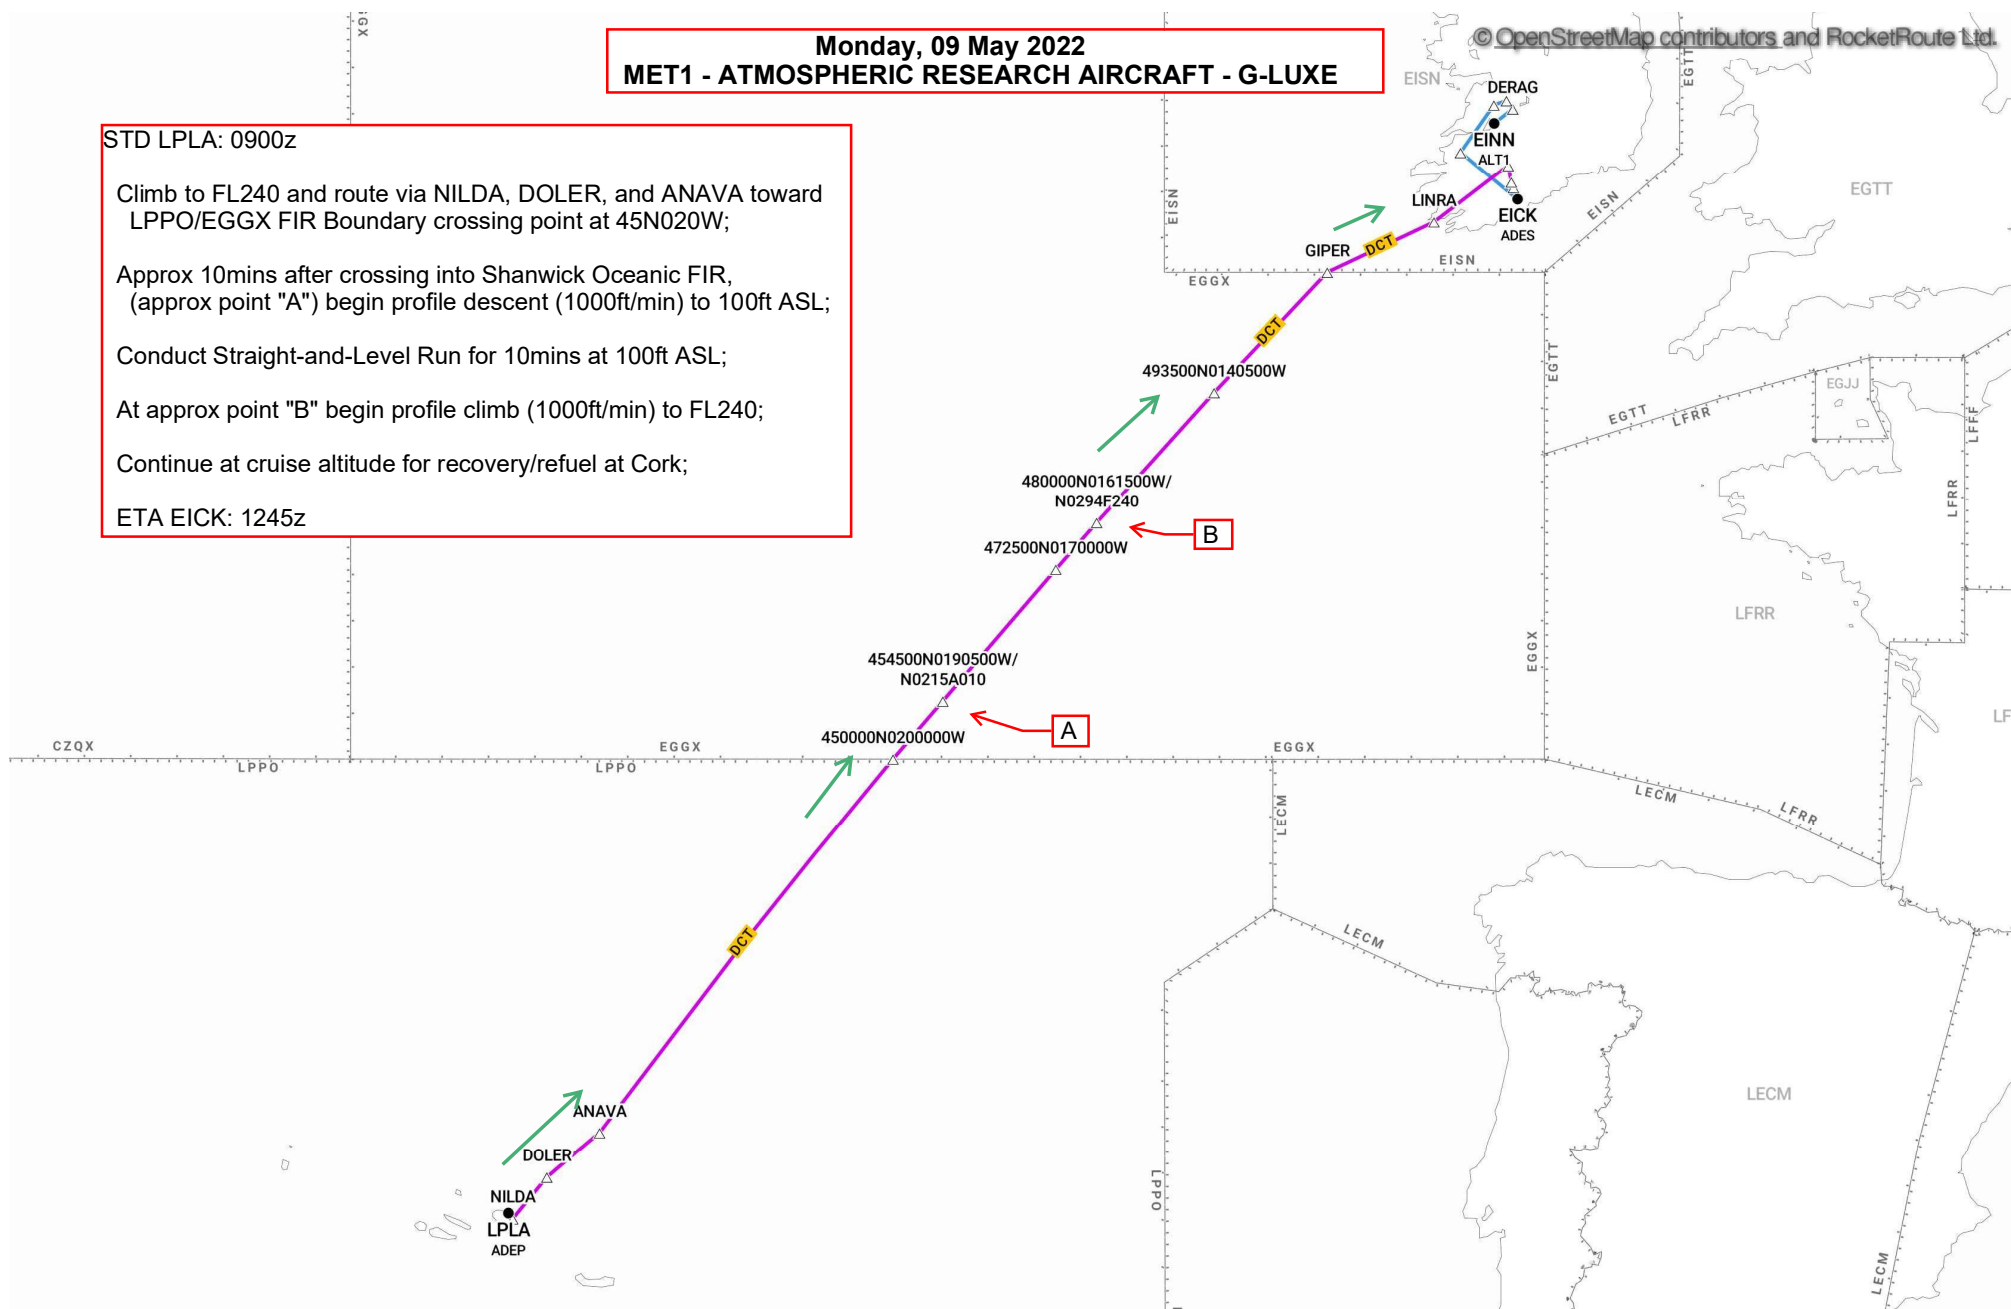 © OpenStreetMap contributors and RocketRoute Ltd.
Monday, 09 May 2022
MET1 - ATMOSPHERIC RESEARCH AIRCRAFT - G-LUXE
STD LPLA: 0900z
Climb to FL240 and route via NILDA, DOLER, and ANAVA toward
LPPO/EGGX FIR Boundary crossing point at 45N020W;
Approx 10mins after crossing into Shanwick Oceanic FIR,
(approx point "A") begin profile descent (1000ft/min) to 100ft ASL;
Conduct Straight-and-Level Run for 10mins at 100ft ASL;
At approx point "B" begin profile climb (1000ft/min) to FL240;
Continue at cruise altitude for recovery/refuel at Cork;
ETA EICK: 1245z
GGX
EISN
EGTT
DERAG
EINN
ALT1
EISN
LINRA
EICK
ADES
EISN
EGTT
GIPER
DCT
EISN
EGGX
DCT
EGTT
493500N0140500W
EGJJ
EGTT
LFRR
LFFF
480000N0161500W/
N0294F240
LFRR
B
472500N0170000W
LFRR
EGGX
454500N0190500W/
N0215A010
LF
A
450000N0200000W
CZQX
EGGX
EGGX
LPPO
LPPO
LECM
LECM
LFRR
DCT
LECM
LECM
ANAVA
DOLER
NILDA
LPLA
ADEP
LPPO
LECM